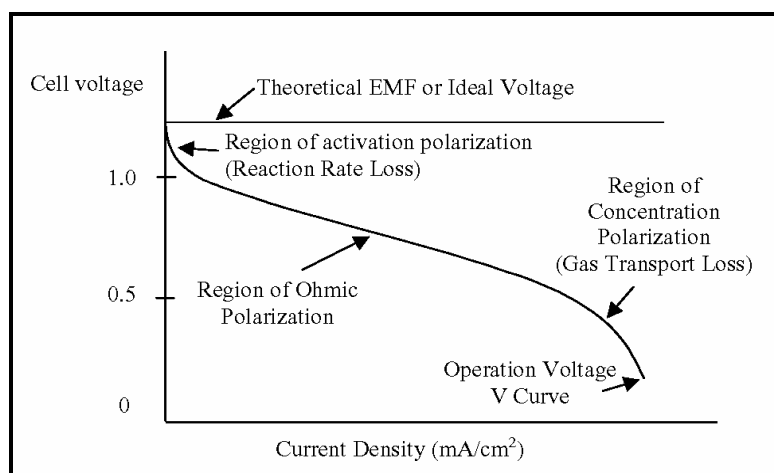 Cell voltage
Theoretical EMF or Ideal Voltage
Region of activation polarization
(Reaction Rate Loss)
1.0
Region of
Concentration
Polarization
(Gas Transport Loss)
Region of Ohmic
Polarization
0.5
Operation Voltage
V Curve
0
Current Density (mA/cm²)